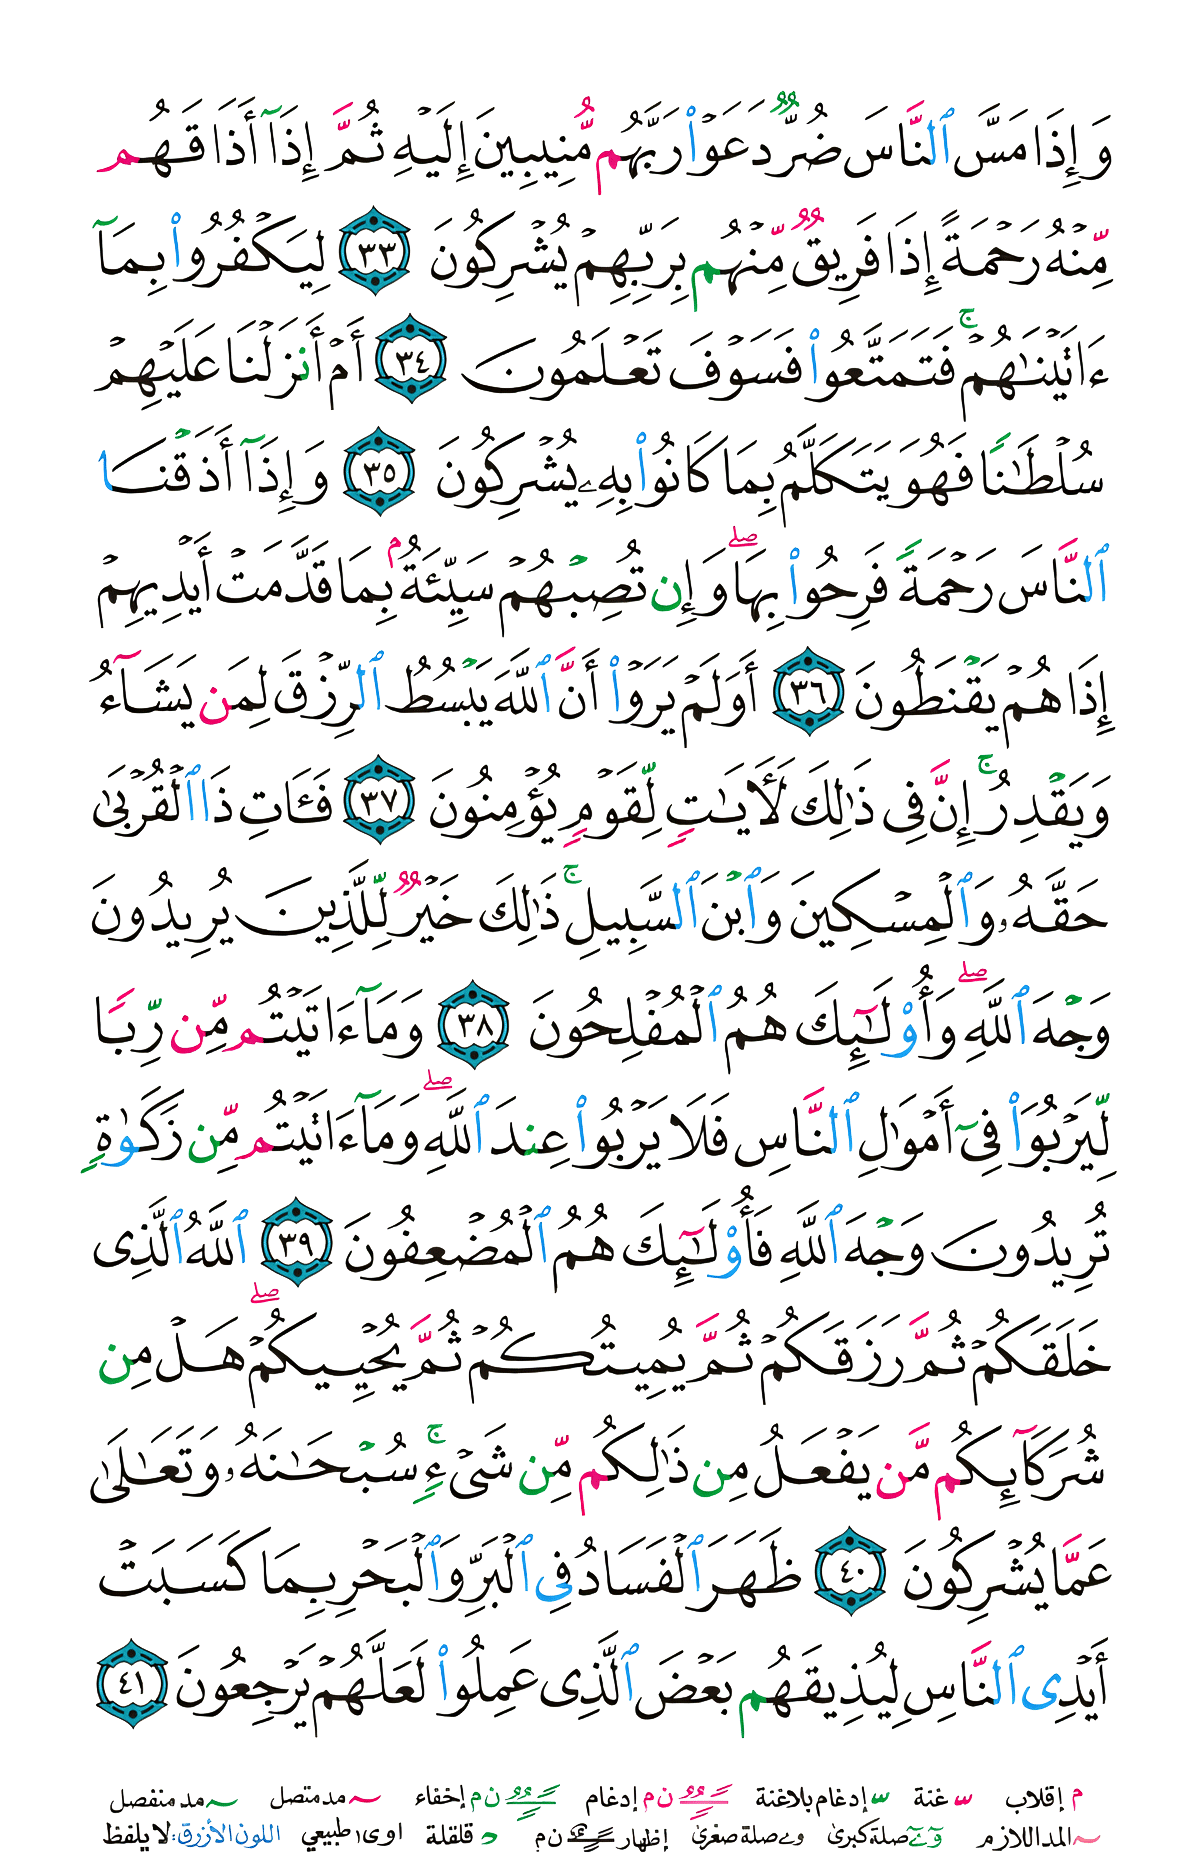 وَإِذَا مَسَّ ٱلنَّاسَ ضُرٌّ دَعَوْا۟ رَبَّهُم مُّنِيبِينَ إِلَيْهِ ثُمَّ إِذَآ أَذَاقَهُم
مِّنْهُ رَحْمَةً إِذَا فَرِيقٌ مِّنْهُم بِرَبِّهِمْ يُشْرِكُونَ ٣٣ لِيَكْفُرُوا۟ بِمَآ
ءَاتَيْنَٰهُمْ ۚ فَتَمَتَّعُوا۟ فَسَوْفَ تَعْلَمُونَ ٣٤ أَمْ أَنزَلْنَا عَلَيْهِمْ
سُلْطَٰنًا فَهُوَ يَتَكَلَّمُ بِمَا كَانُوا۟ بِهِۦ يُشْرِكُونَ ٣٥ وَإِذَآ أَذَقْنَا
ٱلنَّاسَ رَحْمَةً فَرِحُوا۟ بِهَا ۖ وَإِن تُصِبْهُمْ سَيِّئَةٌۢ بِمَا قَدَّمَتْ أَيْدِيهِمْ
إِذَا هُمْ يَقْنَطُونَ ٣٦ أَوَلَمْ يَرَوْا۟ أَنَّ ٱللَّهَ يَبْسُطُ ٱلرِّزْقَ لِمَن يَشَآءُ
وَيَقْدِرُ ۚ إِنَّ فِى ذَٰلِكَ لَءَايَٰتٍ لِّقَوْمٍ يُؤْمِنُونَ ٣٧ فَـَٔاتِ ذَا ٱلْقُرْبَىٰ
حَقَّهُۥ وَٱلْمِسْكِينَ وَٱبْنَ ٱلسَّبِيلِ ۚ ذَٰلِكَ خَيْرٌ لِّلَّذِينَ يُرِيدُونَ
وَجْهَ ٱللَّهِ ۖ وَأُو۟لَٰٓئِكَ هُمُ ٱلْمُفْلِحُونَ ٣٨ وَمَآ ءَاتَيْتُم مِّن رِّبًا
لِّيَرْبُوَا۟ فِىٓ أَمْوَٰلِ ٱلنَّاسِ فَلَا يَرْبُوا۟ عِندَ ٱللَّهِ ۖ وَمَآ ءَاتَيْتُم مِّن زَكَوٰةٍ
تُرِيدُونَ وَجْهَ ٱللَّهِ فَأُو۟لَٰٓئِكَ هُمُ ٱلْمُضْعِفُونَ ٣٩ ٱللَّهُ ٱلَّذِى
خَلَقَكُمْ ثُمَّ رَزَقَكُمْ ثُمَّ يُمِيتُكُمْ ثُمَّ يُحْيِيكُمْ ۖ هَلْ مِن
شُرَكَآئِكُم مَّن يَفْعَلُ مِن ذَٰلِكُم مِّن شَىْءٍ ۚ سُبْحَٰنَهُۥ وَتَعَٰلَىٰ
عَمَّا يُشْرِكُونَ ٤٠ ظَهَرَ ٱلْفَسَادُ فِى ٱلْبَرِّ وَٱلْبَحْرِ بِمَا كَسَبَتْ
أَيْدِى ٱلنَّاسِ لِيُذِيقَهُم بَعْضَ ٱلَّذِى عَمِلُوا۟ لَعَلَّهُمْ يَرْجِعُونَ ٤١
م إقلاب ّ غنة ّ إدغام بلاغنة ًٌٍ ن م إدغام ًٌٍ ن م إخفاء ~ مد متصل ~ مد منفصل
~ المد اللازم وٓ ےٓ صلة كبرىٰ و ے صلة صغرىٰ إظهار ًٌٍ ن م د قلقلة ا و ى طبيعي اللون الأزرق: لا يلفظ